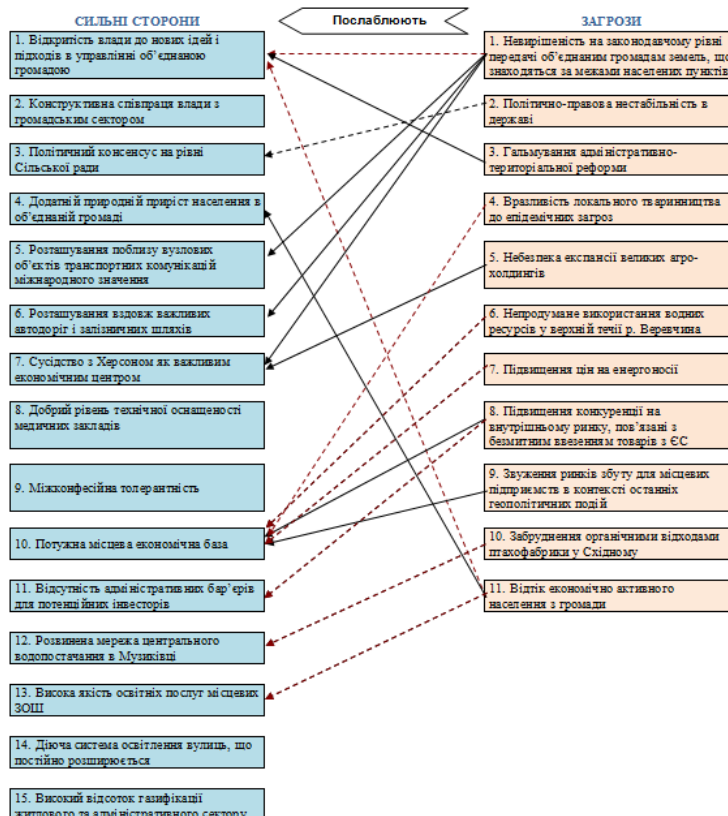 СИЛЬНІ СТОРОНИ
1. Відкритість влади до нових ідей і
підходів в управлінні об’єднаною
громадою
2. Конструктивна співпраця влади з
громадським сектором
3. Політичний консенсус на рівні
Сільської ради
4. Додатній природній приріст населення в
об’єднаній громаді
5. Розташування поблизу вузлових
об’єктів транспортних комунікацій
міжнародного значення
6. Розташування вздовж важливих
автодоріг і залізничних шляхів
7. Сусідство з Херсоном як важливим
економічним центром
8. Добрий рівень технічної оснащеності
медичних закладів
9. Міжконфесійна толерантність
10. Потужна місцева економічна база
11. Відсутність адміністративних бар’єрів
для потенційних інвесторів
12. Розвинена мережа центрального
водопостачання в Музиківці
13. Висока якість освітніх послуг місцевих
ЗОШ
14. Діюча система освітлення вулиць, що
постійно розширюється
15. Високий відсоток газифікації
житлового та адміністративного сектору
Послаблюють
ЗАГРОЗИ
1. Невирішеність на законодавчому рівні
передачі об’єднаним громадам земель, що
знаходяться за межами населених пунктів
2. Політично-правова нестабільність в
державі
3. Гальмування адміністративно-
територіальної реформи
4. Вразливість локального тваринництва
до епідемічних загроз
5. Небезпека експансії великих агро-
холдингів
6. Непродумане використання водних
ресурсів у верхній течії р. Веревчина
7. Підвищення цін на енергоносії
8. Підвищення конкуренції на
внутрішньому ринку, пов’язані з
безмитним ввезенням товарів з ЄС
9. Звуження ринків збуту для місцевих
підприємств в контексті останніх
геополітичних подій
10. Забруднення органічними відходами
птахофабрики у Східному
11. Відтік економічно активного
населення з громади